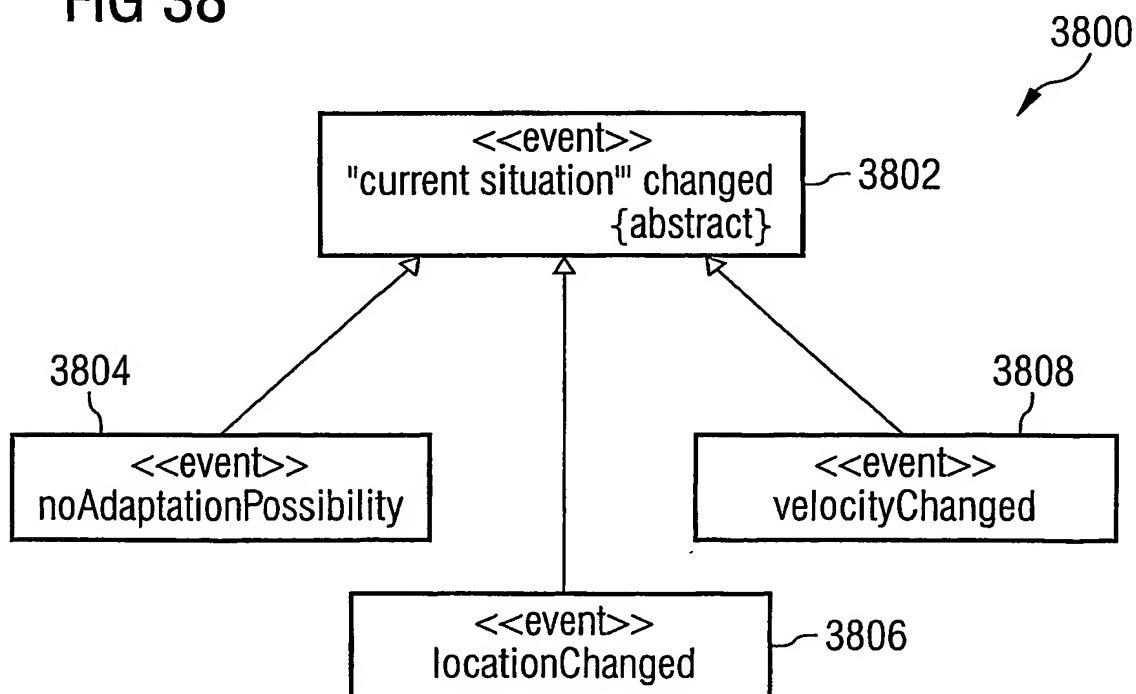 FIG 38
3800
<<event>>
"current situation"' changed
{abstract}
3802
3804
<<event>>
noAdaptationPossibility
3808
<<event>>
velocityChanged
<<event>>
locationChanged
3806